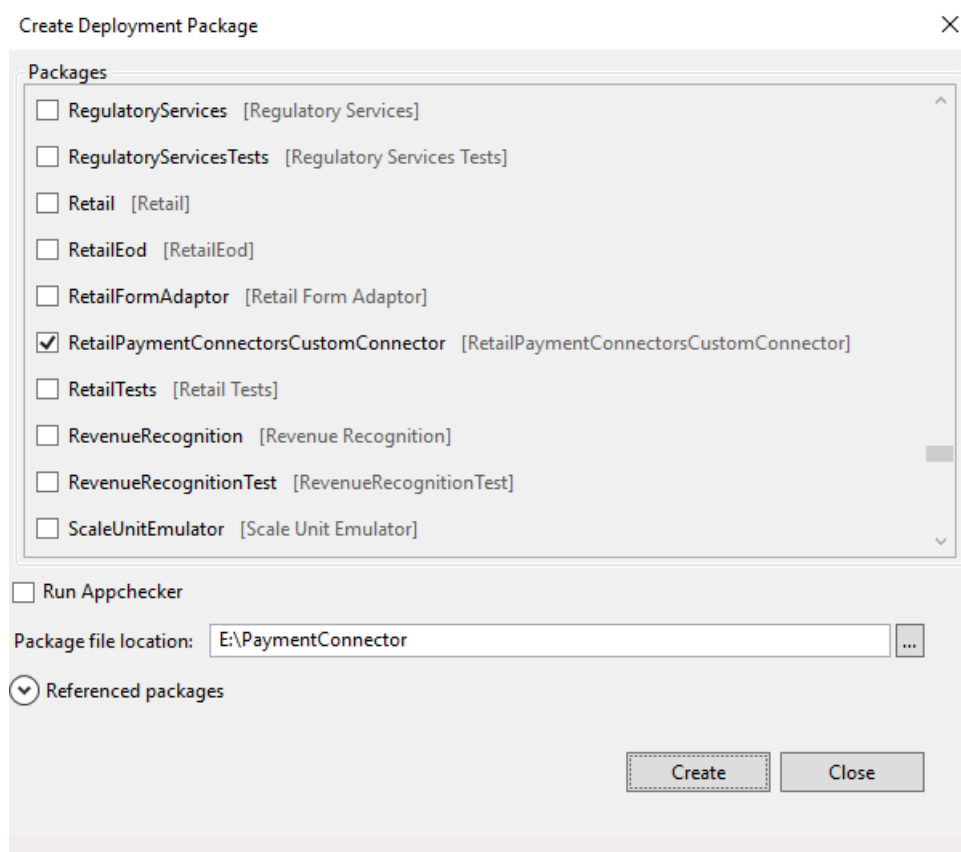 Create Deployment Package
Packages
RegulatoryServices [Regulatory Services]
RegulatoryServicesTests [Regulatory Services Tests]
Retail [Retail]
RetailEod [RetailEod]
RetailFormAdaptor [Retail Form Adaptor]
RetailPaymentConnectorsCustomConnector [RetailPaymentConnectorsCustomConnector]
RetailTests [Retail Tests]
RevenueRecognition [Revenue Recognition]
RevenueRecognitionTest [RevenueRecognitionTest]
ScaleUnitEmulator [Scale Unit Emulator]
Run Appchecker
Package file location: E:\PaymentConnector ...
Referenced packages
Create Close